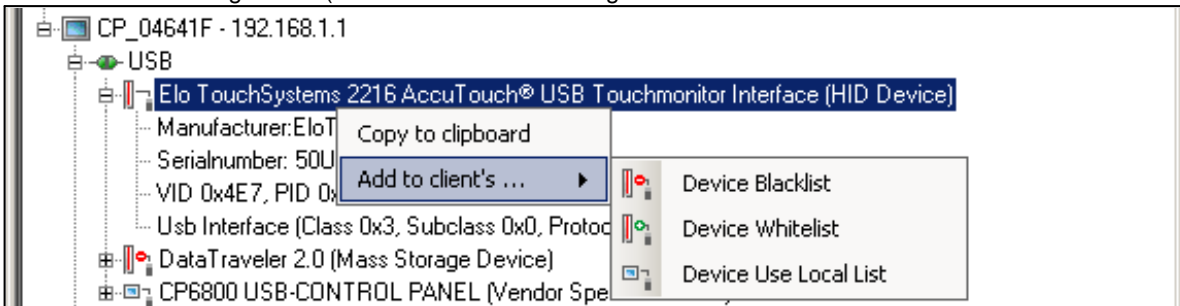 CP_04641F - 192.168.1.1
USB
Elo TouchSystems 2216 AccuTouch® USB Touchmonitor Interface (HID Device)
Manufacturer:EloT
Copy to clipboard
Serialnumber: 50U
Add to client's ...
Device Blacklist
VID 0x4E7, PID 0x
Usb Interface (Class 0x3, Subclass 0x0, Protoc
Device Whitelist
DataTraveler 2.0 (Mass Storage Device)
Device Use Local List
CP6800 USB-CONTROL PANEL (Vendor Spe